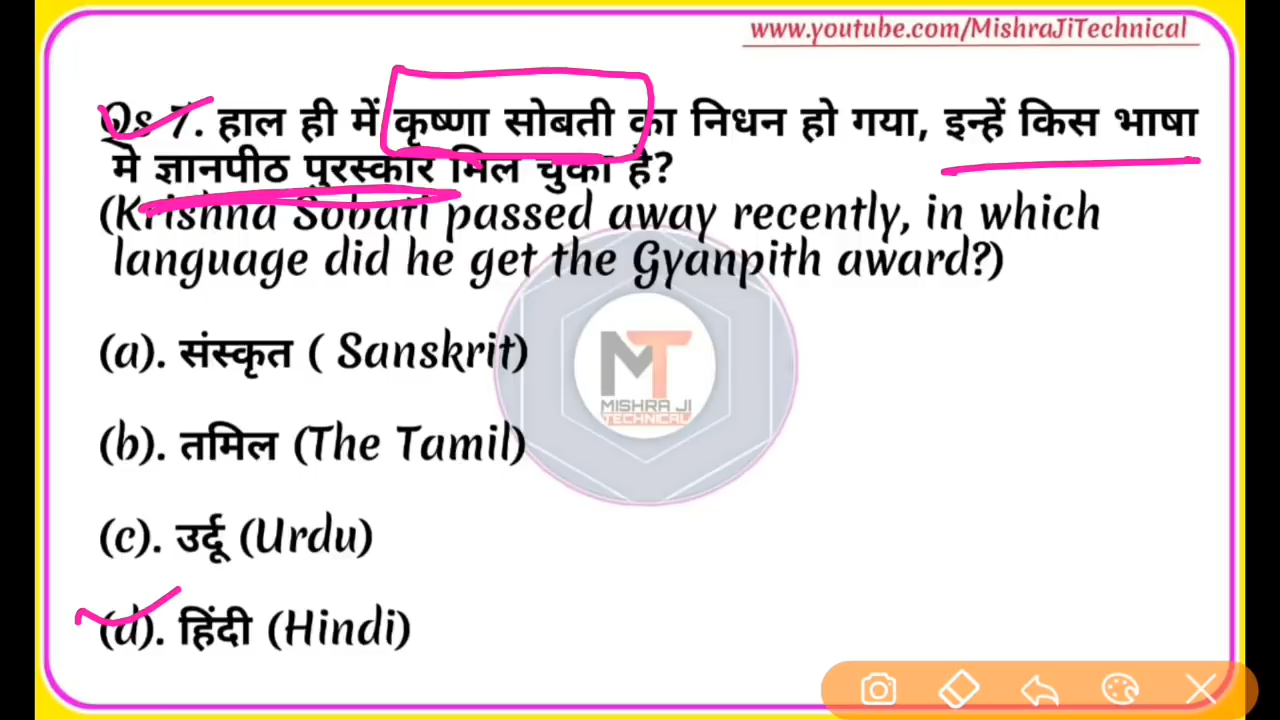 www.youtube.com/MishraJiTechnical
Qs 7. हाल ही में कृष्णा सोबती का निधन हो गया, इन्हें किस भाषा
मे ज्ञानपीठ पुरस्कार मिल चुका है?
(Krishna Sobati passed away recently, in which
language did he get the Gyanpith award?)
(a). संस्कृत ( Sanskrit)
MT
MISHRA JI
TECHNICAL
(b). तमिल (The Tamil)
(c). उर्दू (Urdu)
(d). हिंदी (Hindi)